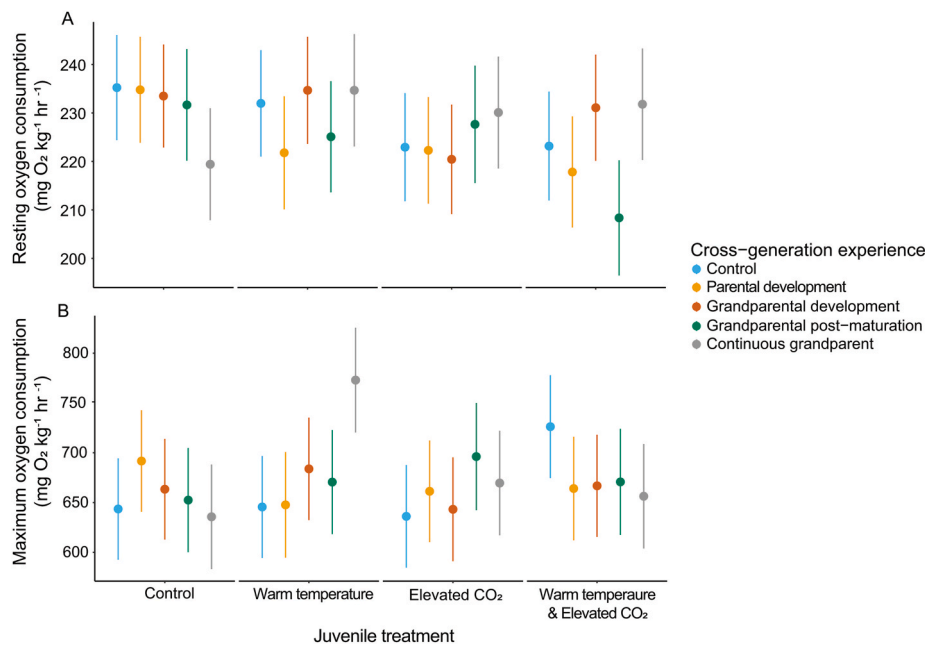 A
Resting oxygen consumption
(mg O₂ kg⁻¹ hr⁻¹)
240
230
220
210
200
B
Maximum oxygen consumption
(mg O₂ kg⁻¹ hr⁻¹)
800
750
700
650
600
Control
Warm temperature
Elevated CO₂
Warm temperaure
& Elevated CO₂
Juvenile treatment
Cross−generation experience
Control
Parental development
Grandparental development
Grandparental post−maturation
Continuous grandparent